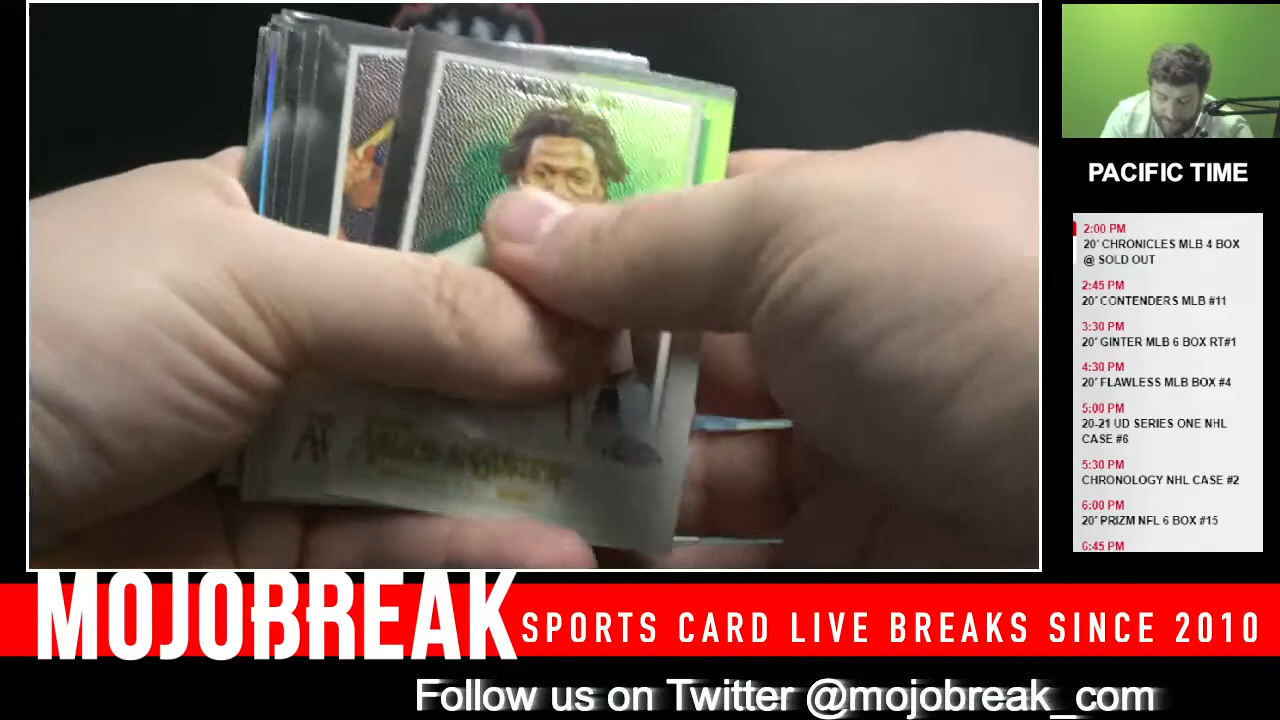 PACIFIC TIME
2:00 PM
20' CHRONICLES MLB 4 BOX
@ SOLD OUT
2:45 PM
20' CONTENDERS MLB #11
3:30 PM
20' GINTER MLB 6 BOX RT#1
4:30 PM
20' FLAWLESS MLB BOX #4
5:00 PM
20-21 UD SERIES ONE NHL
CASE #6
5:30 PM
CHRONOLOGY NHL CASE #2
6:00 PM
20' PRIZM NFL 6 BOX #15
6:45 PM
MOJOBREAK
SPORTS CARD LIVE BREAKS SINCE 2010
Follow us on Twitter @mojobreak_com